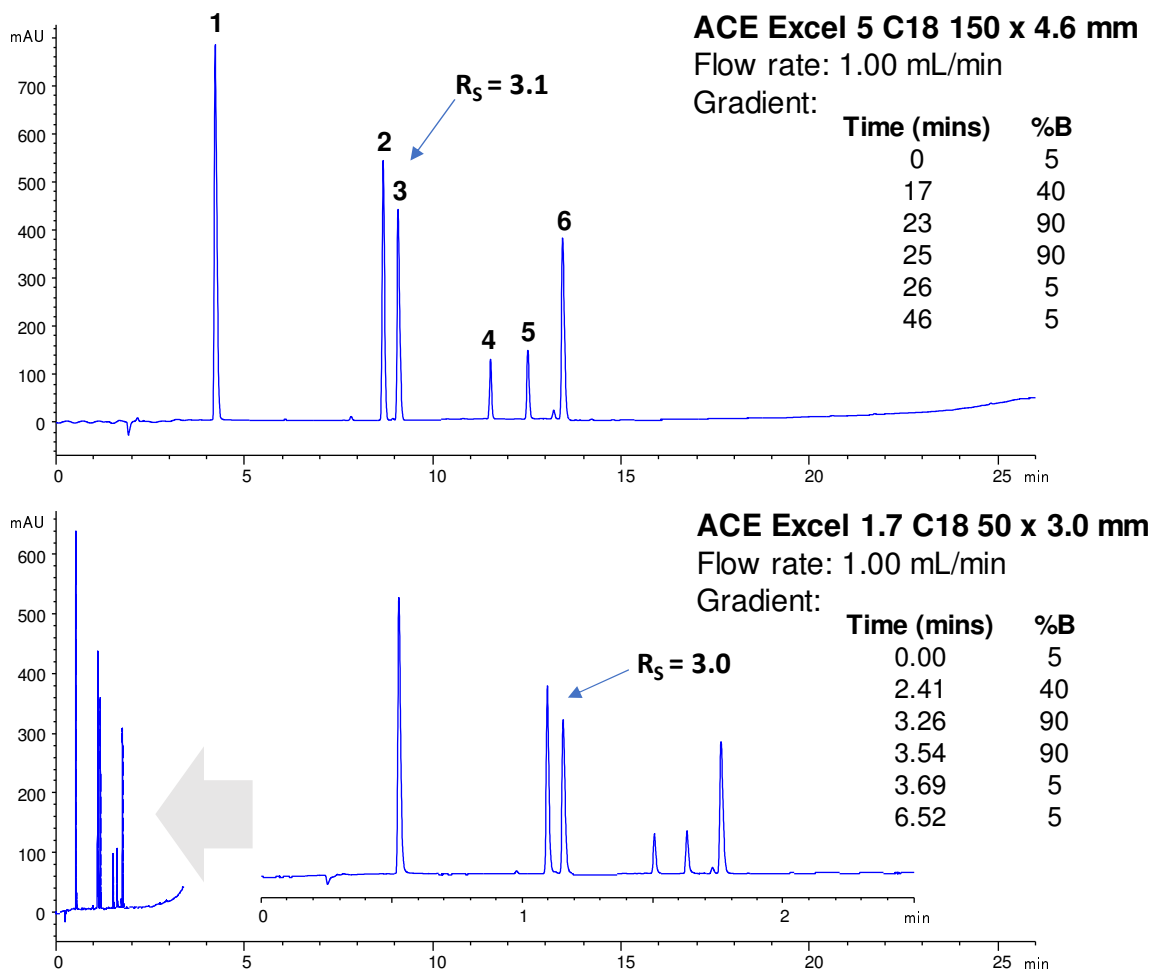 ACE Excel 5 C18 150 x 4.6 mm
Flow rate: 1.00 mL/min
Gradient:
Time (mins) %B
0 5
17 40
23 90
25 90
26 5
46 5
mAU
700
600
500
400
300
200
100
0
1
2
3
4
5
6
RS = 3.1
0 5 10 15 20 25 min
ACE Excel 1.7 C18 50 x 3.0 mm
Flow rate: 1.00 mL/min
Gradient:
Time (mins) %B
0.00 5
2.41 40
3.26 90
3.54 90
3.69 5
6.52 5
mAU
600
500
400
300
200
100
0
RS = 3.0
0 1 2 min
0 5 10 15 20 25 min